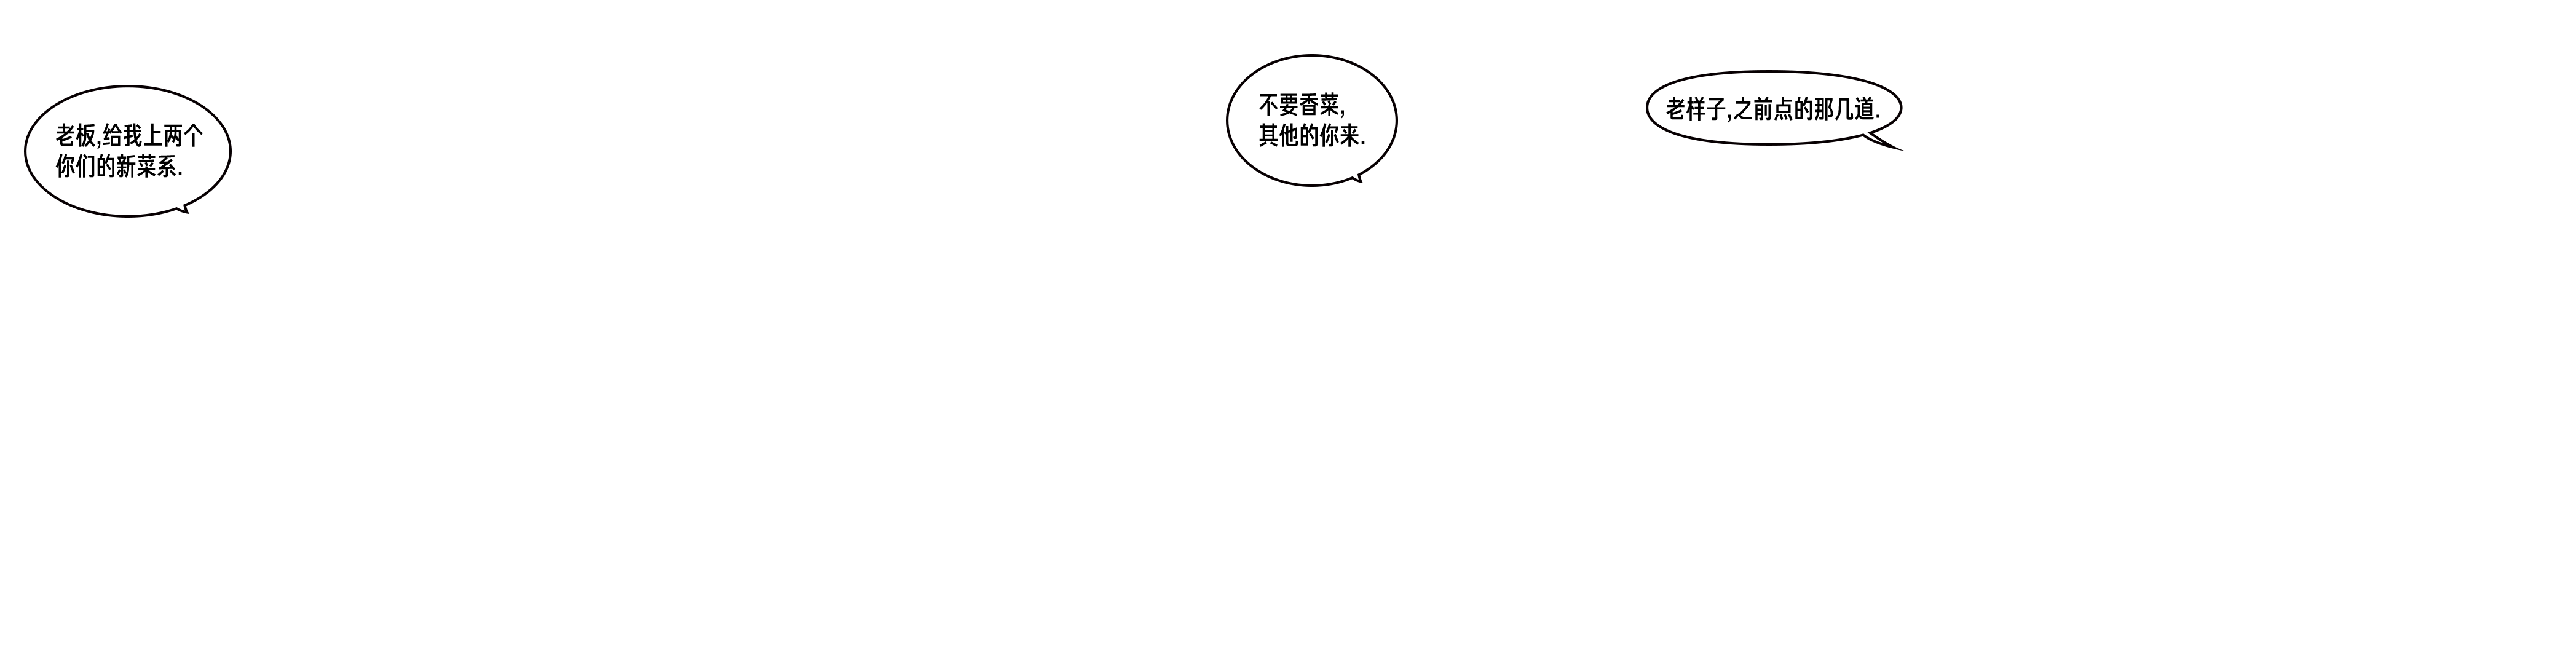 老板,给我上两个
你们的新菜系.
不要香菜,
其他的你来.
老样子,之前点的那几道.